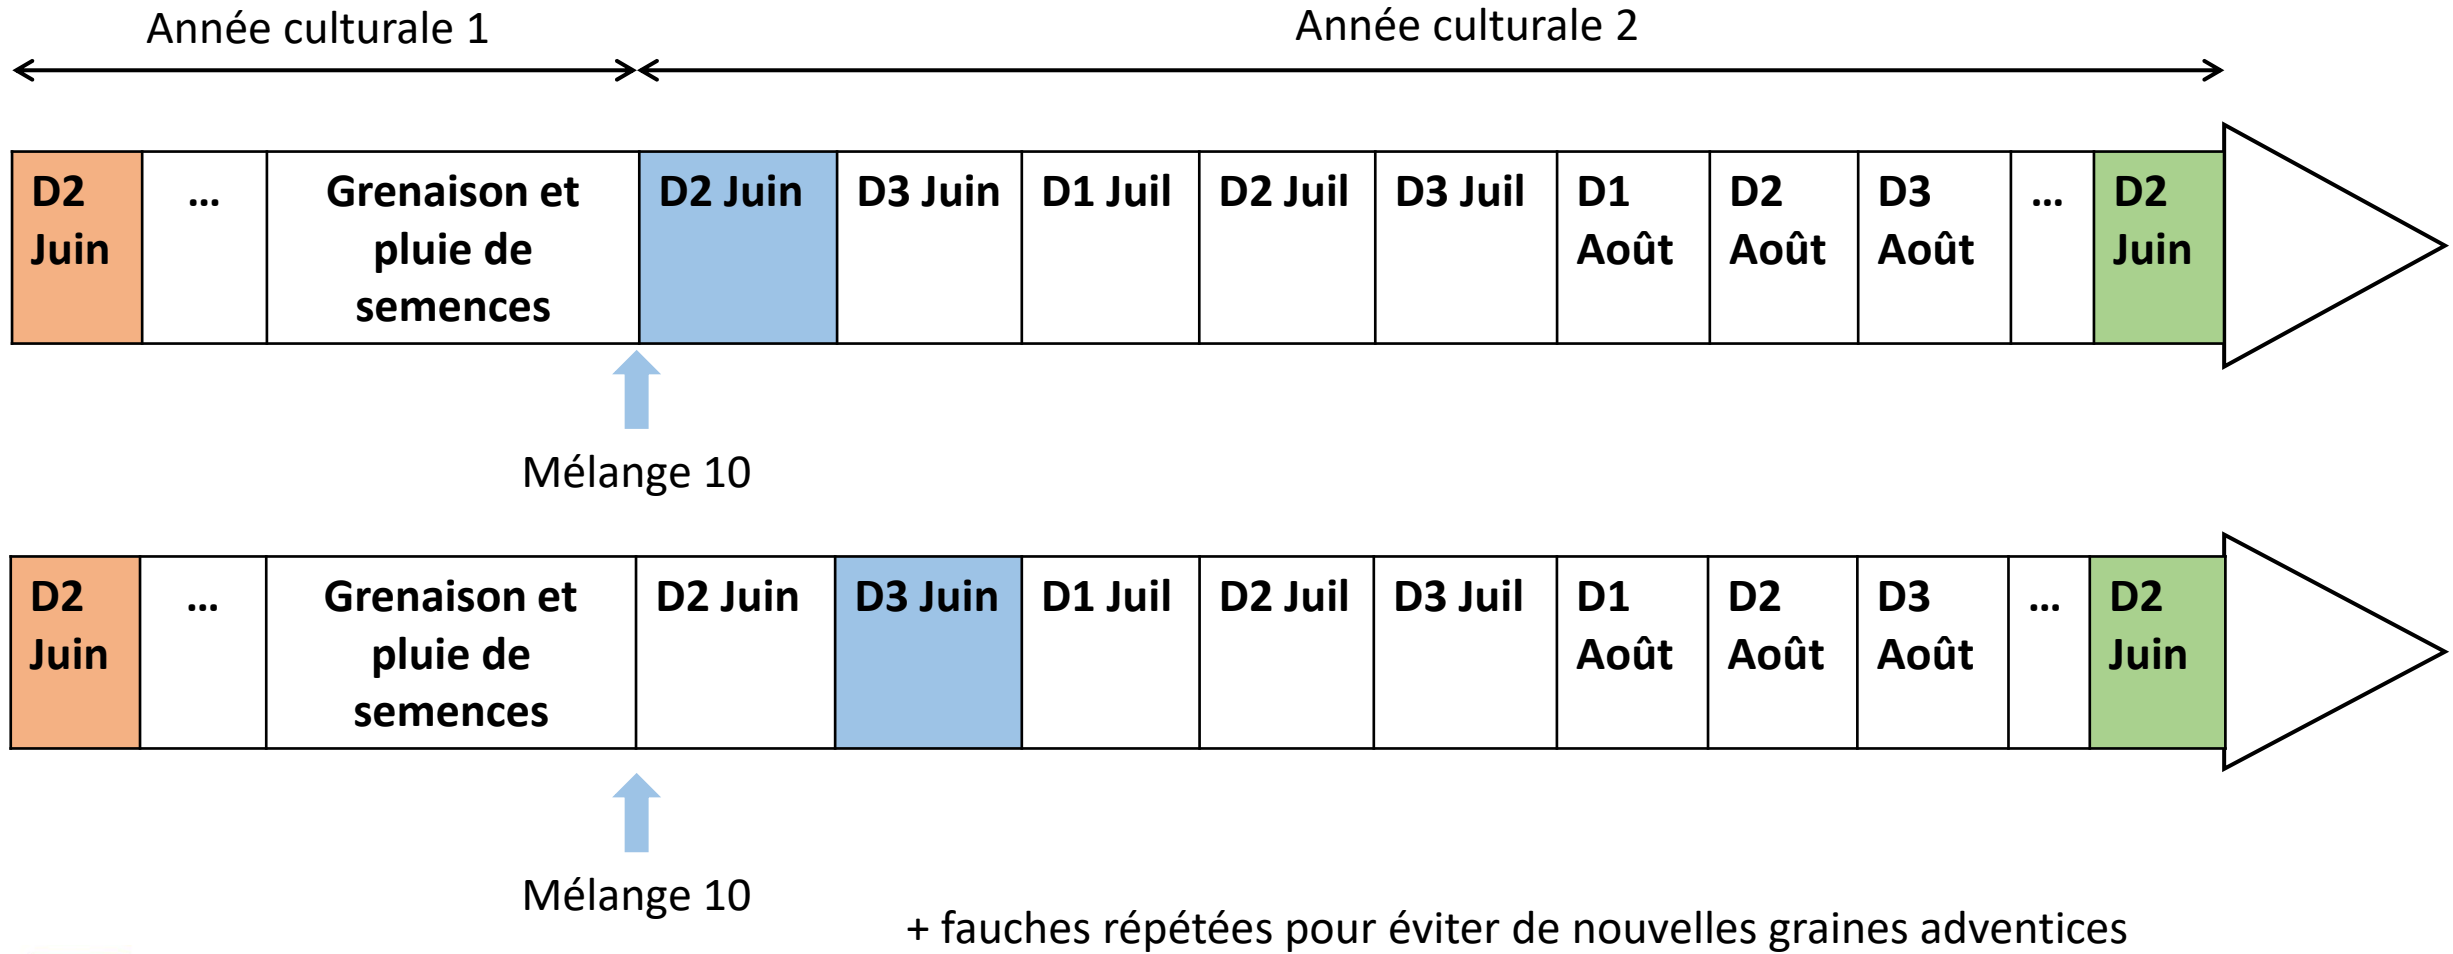 Année culturale 1
Année culturale 2
D2 Juin
...
Grenaison et pluie de semences
D2 Juin
D3 Juin
D1 Juil
D2 Juil
D3 Juil
D1 Août
D2 Août
D3 Août
...
D2 Juin
Mélange 10
D2 Juin
...
Grenaison et pluie de semences
D2 Juin
D3 Juin
D1 Juil
D2 Juil
D3 Juil
D1 Août
D2 Août
D3 Août
...
D2 Juin
Mélange 10
+ fauches répétées pour éviter de nouvelles graines adventices